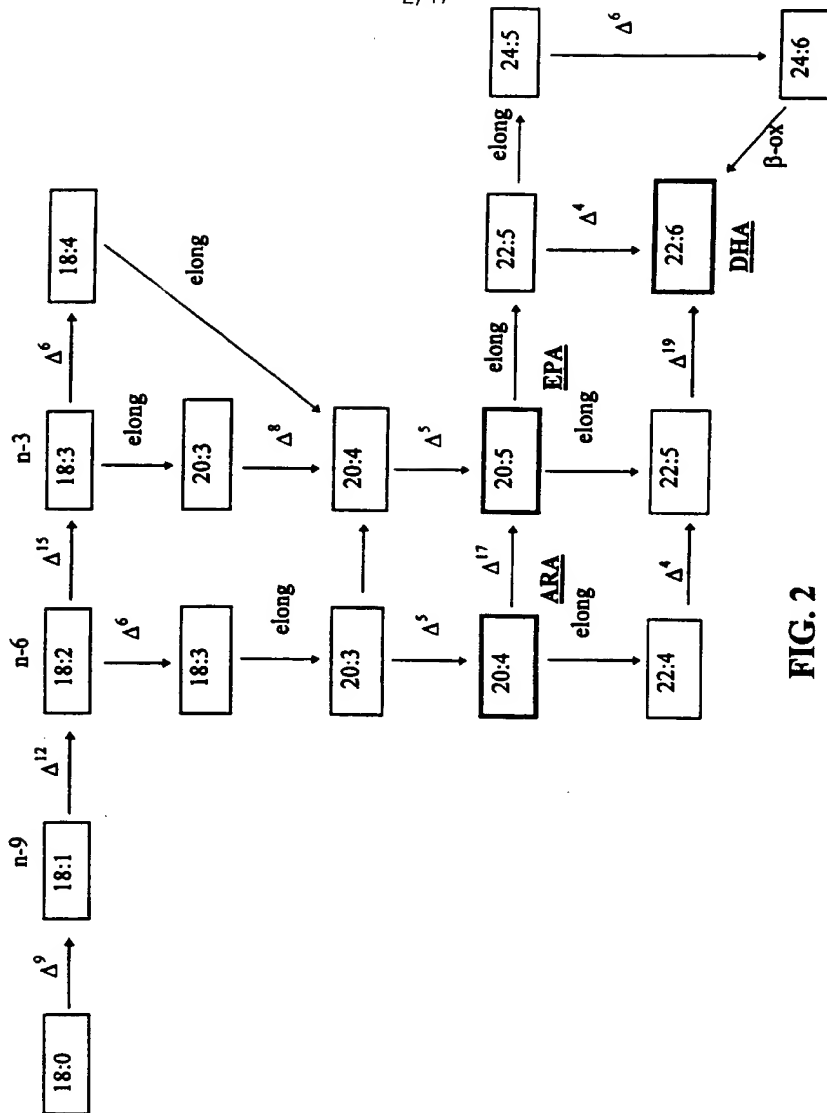 n-9
n-6
n-3
18:0
Δ⁹
18:1
Δ¹²
18:2
Δ¹⁵
18:3
Δ⁶
18:4
Δ⁶
elong
elong
18:3
20:3
elong
Δ⁸
20:3
20:4
Δ⁵
Δ⁵
20:4
Δ¹⁷
20:5
elong
22:5
elong
24:5
ARA
EPA
elong
elong
Δ⁴
Δ⁶
22:4
Δ⁴
22:5
Δ¹⁹
22:6
β-ox
24:6
DHA
FIG. 2